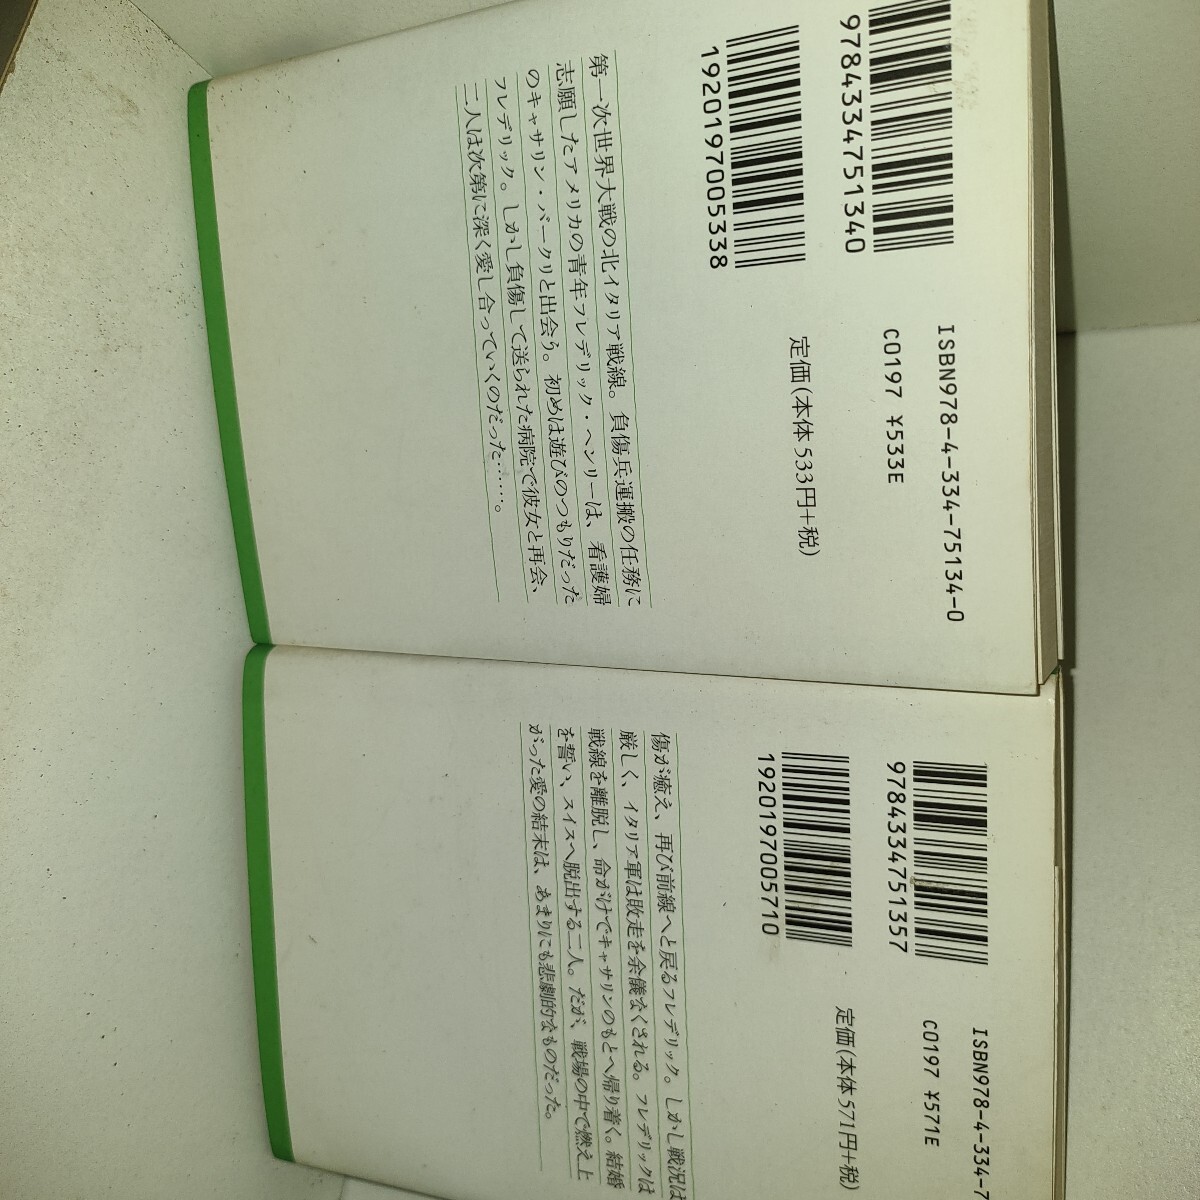 9784334751340
1920197005338
ISBN978-4-334-75134-0
C0197 ¥533E
定価(本体533円+税)
第一次世界大戦の北イタリア戦線。負傷兵運搬の任務に
志願したアメリカの青年フレデリック・ヘンリーは、看護婦
のキャサリン・バークリと出会う。初めは遊びのつもりだった
フレデリック。しかし負傷して送られた病院で彼女と再会、
二人は次第に深く愛し合っていくのだった……。
9784334751357
1920197005710
ISBN978-4-334-7
C0197 ¥571E
定価(本体571円+税)
傷が癒え、再び前線へと戻るフレデリック。しかし戦況は
厳しく、イタリア軍は敗走を余儀なくされる。フレデリックは
戦線を離脱し、命がけでキャサリンのもとへ帰り着く。結婚
を誓い、スイスへ脱出する二人。だが、戦場の中で燃え上
がった愛の結末は、あまりにも悲劇的なものだった。